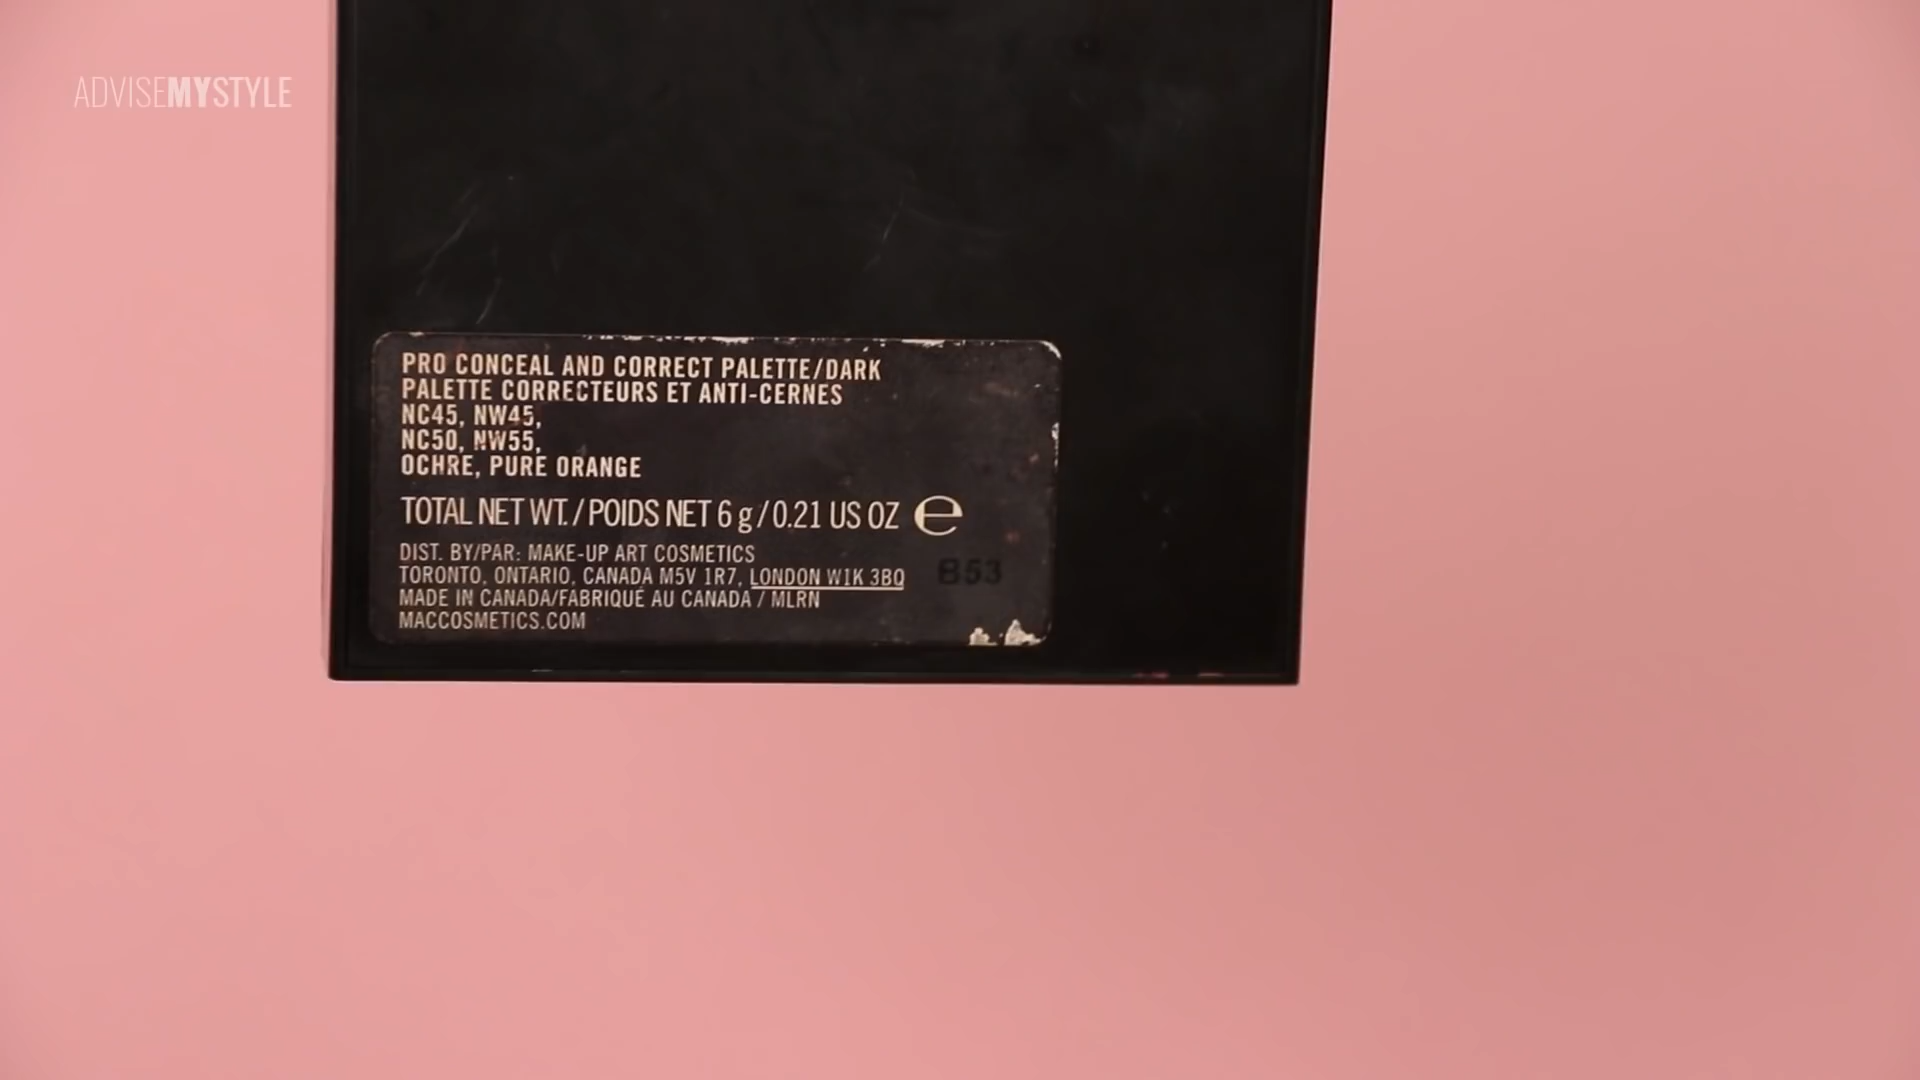 ADVISEMYSTYLE
PRO CONCEAL AND CORRECT PALETTE/DARK
PALETTE CORRECTEURS ET ANTI-CERNES
NC45, NW45,
NC50, NW55,
OCHRE, PURE ORANGE
TOTAL NET WT./POIDS NET 6 g/0.21 US OZ ℮
DIST. BY/PAR: MAKE-UP ART COSMETICS
TORONTO, ONTARIO, CANADA M5V 1R7, LONDON W1K 3BQ
B53
MADE IN CANADA/FABRIQUÉ AU CANADA / MLRN
MACCOSMETICS.COM